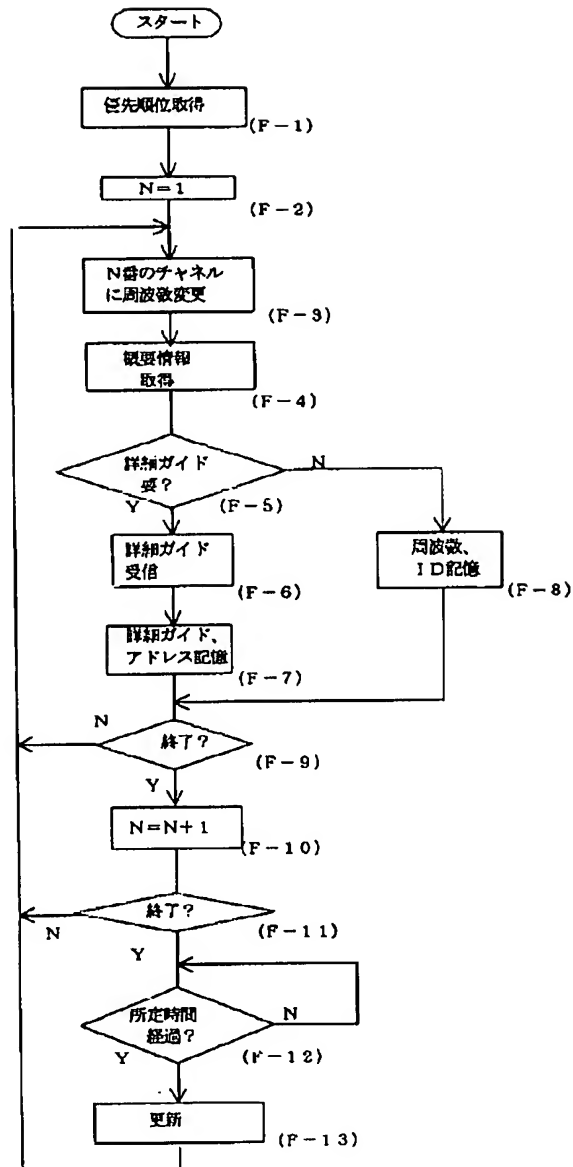 スタート
優先順位取得
(F-1)
N=1
(F-2)
N番のチャネル
に周波数変更
(F-3)
概要情報
取得
(F-4)
詳細ガイド
要?
N
Y
(F-5)
詳細ガイド
受信
(F-6)
周波数、
ID記憶
(F-8)
詳細ガイド、
アドレス記憶
(F-7)
N
終了?
(F-9)
Y
N=N+1
(F-10)
終了?
N
(F-11)
Y
所定時間
経過?
N
Y
(F-12)
更新
(F-13)